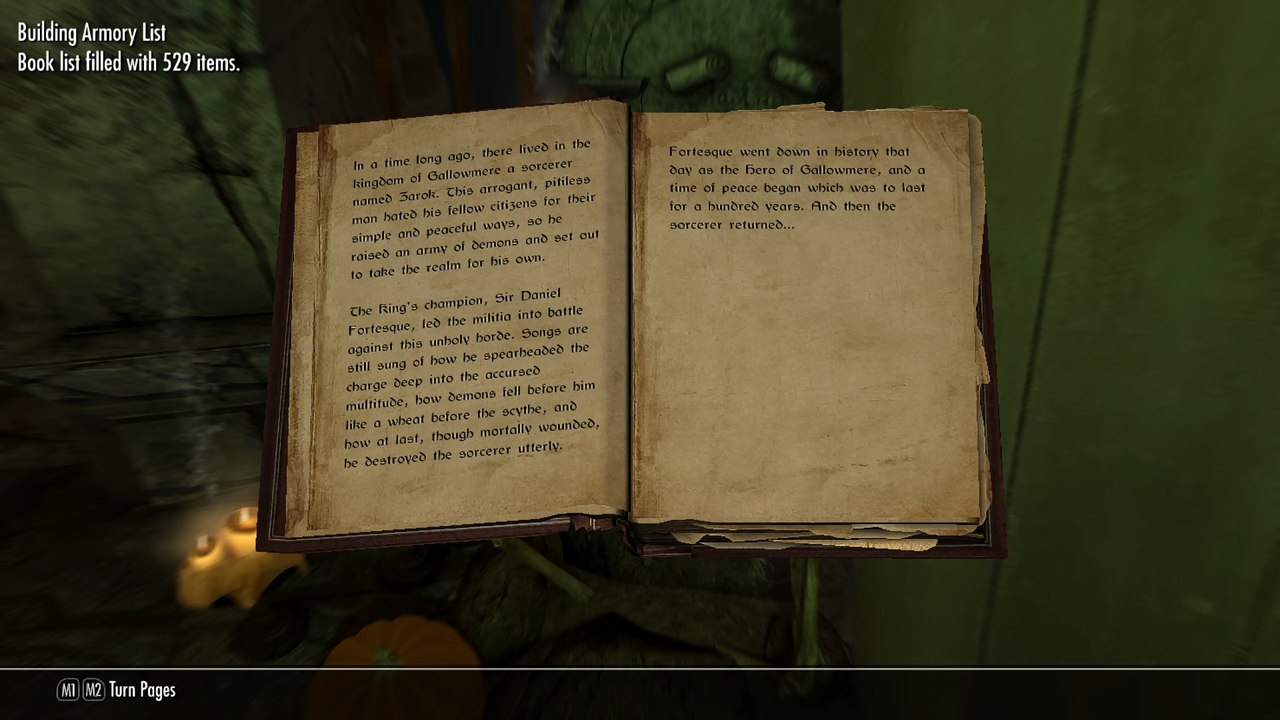 Building Armory List
Book list filled with 529 items.
In a time long ago, there lived in the
kingdom of Gallowmere a sorcerer
named Zarok. This arrogant, pitiless
man hated his fellow citizens for their
simple and peaceful ways, so he
raised an army of demons and set out
to take the realm for his own.
The King's champion, Sir Daniel
Fortesque, led the militia into battle
against this unholy horde. Songs are
still sung of how he spearheaded the
charge deep into the accursed
multitude, how demons fell before him
like a wheat before the scythe, and
how at last, though mortally wounded,
he destroyed the sorcerer utterly.
Fortesque went down in history that
day as the Hero of Gallowmere, and a
time of peace began which was to last
for a hundred years. And then the
sorcerer returned...
M1 M2 Turn Pages